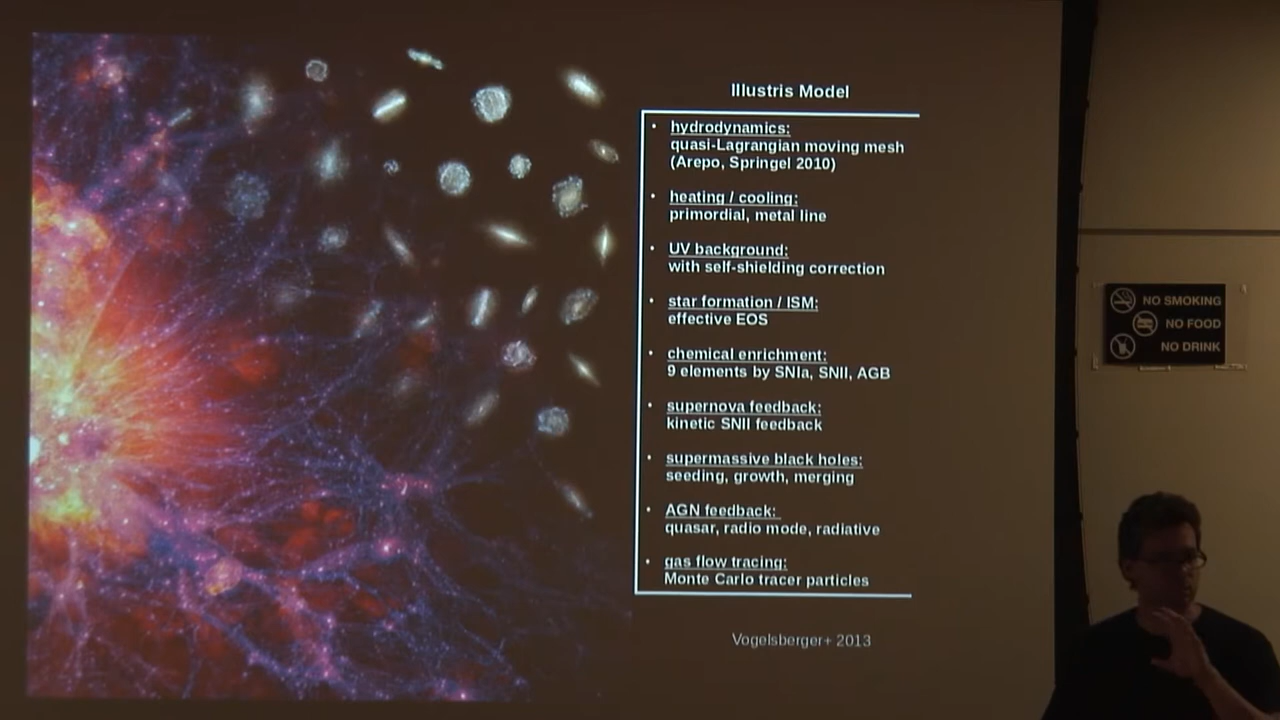 Illustris Model
• hydrodynamics:
quasi-Lagrangian moving mesh
(Arepo, Springel 2010)
• heating / cooling:
primordial, metal line
• UV background:
with self-shielding correction
• star formation / ISM:
effective EOS
• chemical enrichment:
9 elements by SNIa, SNII, AGB
• supernova feedback:
kinetic SNII feedback
• supermassive black holes:
seeding, growth, merging
• AGN feedback:
quasar, radio mode, radiative
• gas flow tracing:
Monte Carlo tracer particles
Vogelsberger+ 2013
NO SMOKING
NO FOOD
NO DRINK